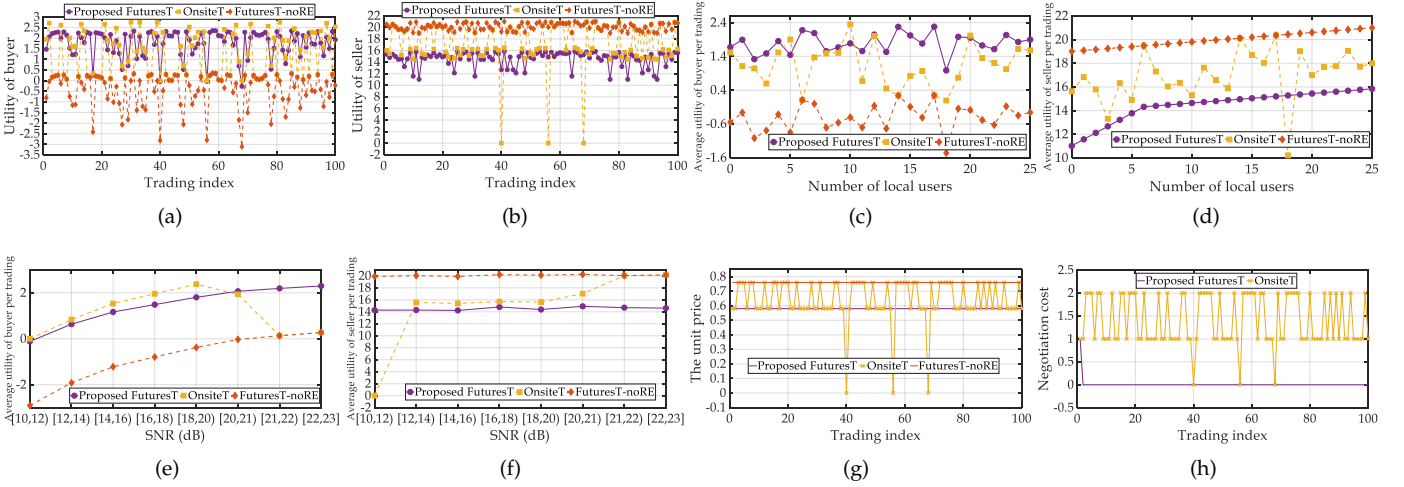 Proposed FuturesT OnsiteT FuturesT-noRE
Utility of buyer
3
2.5
2
1.5
1
0.5
0
-0.5
-1
-1.5
-2
-2.5
-3
-3.5
0 20 40 60 80 100
Trading index
(a)
Proposed FuturesT OnsiteT FuturesT-noRE
Utility of seller
22
20
18
16
14
12
10
8
6
4
2
0
-2
0 20 40 60 80 100
Trading index
(b)
Average utility of buyer per trading
2.4
1.4
0.4
-0.6
-1.6
Proposed FuturesT OnsiteT FuturesT-noRE
0 5 10 15 20 25
Number of local users
(c)
Average utility of seller per trading
22
20
18
16
14
12
10
Proposed FuturesT OnsiteT FuturesT-noRE
0 5 10 15 20 25
Number of local users
(d)
Average utility of buyer per trading
2
0
-2
Proposed FuturesT OnsiteT FuturesT-noRE
[10,12) [12,14) [14,16) [16,18) [18,20) [20,21) [21,22) [22,23]
SNR (dB)
(e)
Average utility of seller per trading
20
18
16
14
12
10
8
6
4
2
0
-2
Proposed FuturesT OnsiteT FuturesT-noRE
[10,12) [12,14) [14,16) [16,18) [18,20) [20,21) [21,22) [22,23]
SNR (dB)
(f)
The unit price
0.8
0.7
0.6
0.5
0.4
0.3
0.2
0.1
0
-0.1
Proposed FuturesT OnsiteT FuturesT-noRE
0 20 40 60 80 100
Trading index
(g)
Negotiation cost
2.5
2
1.5
1
0.5
0
-0.5
Proposed FuturesT OnsiteT
0 20 40 60 80 100
Trading index
(h)